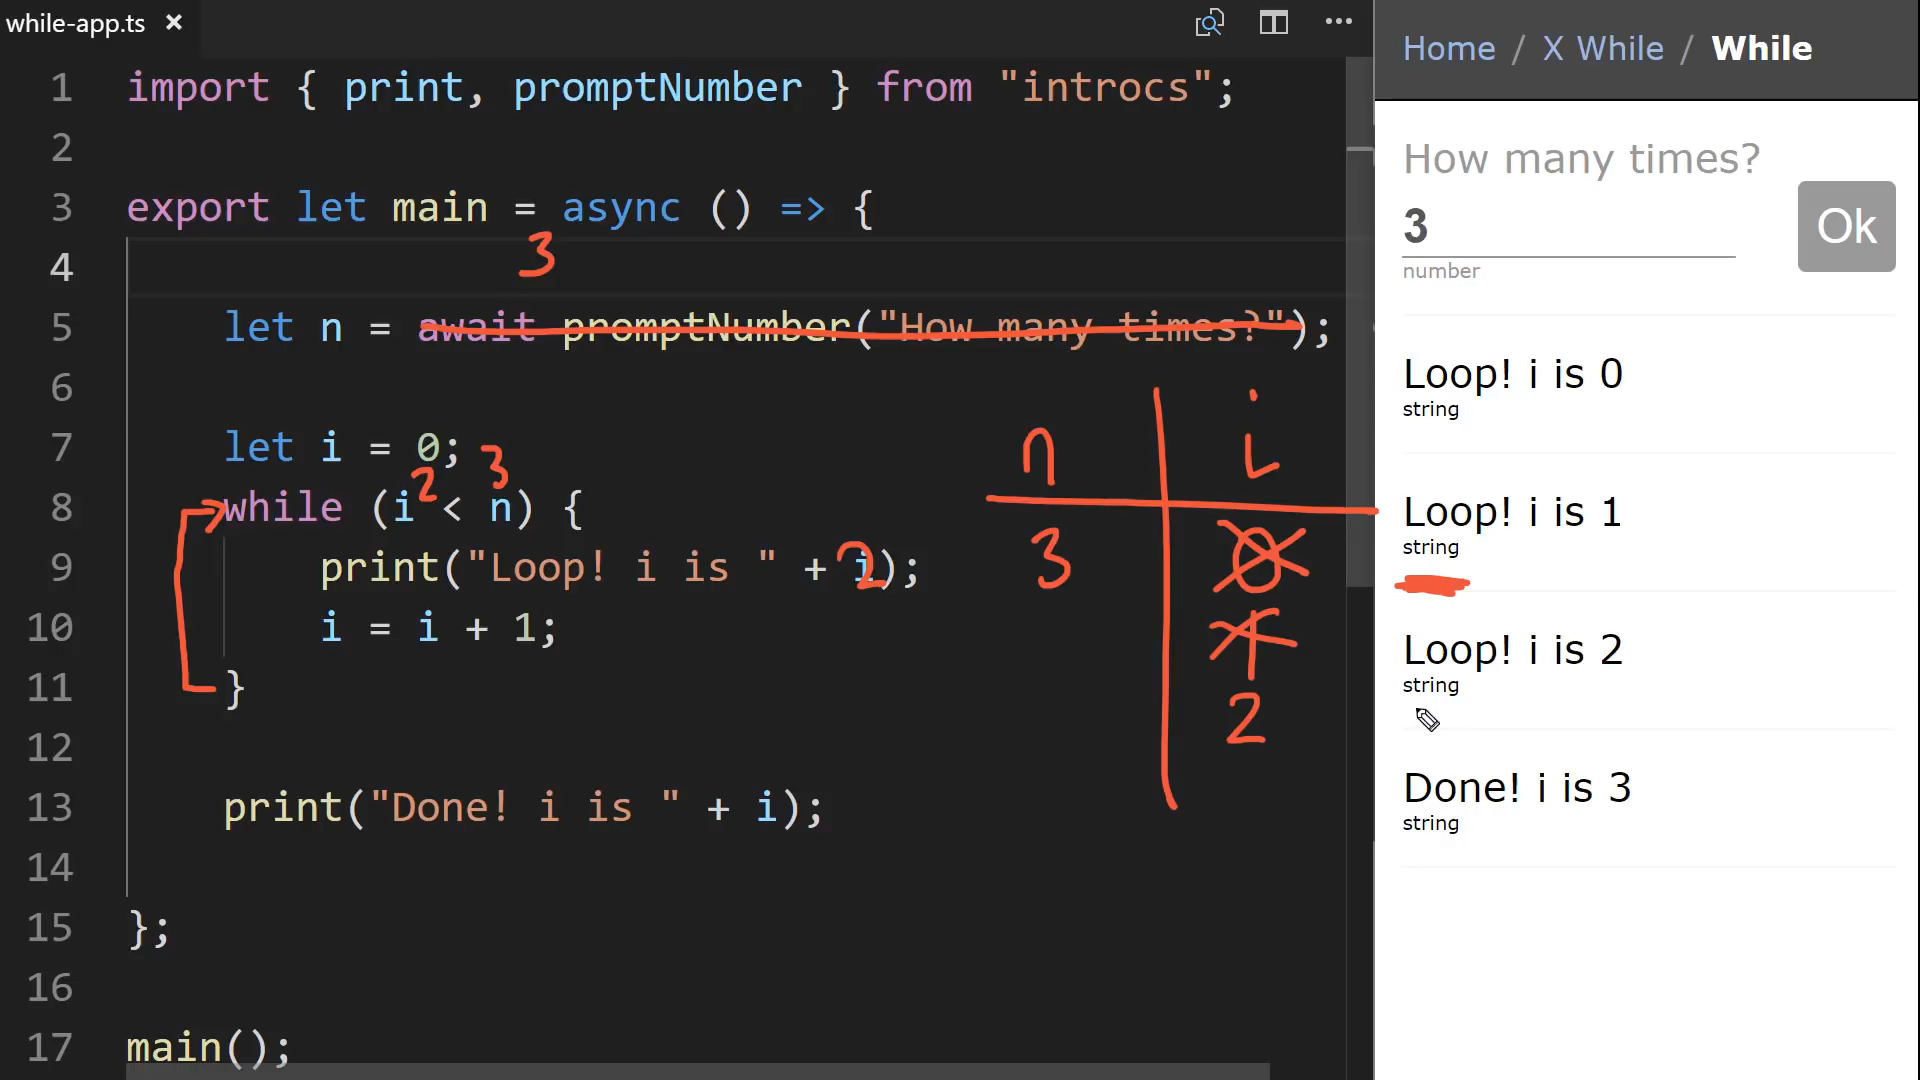 while-app.ts ×
1 import { print, promptNumber } from "introcs";
2
3 export let main = async () => {
3
4
5 let n = await promptNumber("How many times?");
6
7 let i = 0;
2 3
8 while (i < n) {
9 print("Loop! i is " + i);
2
10 i = i + 1;
11 }
12
13 print("Done! i is " + i);
14
15 };
16
17 main();
n i
3 0
1
2
Home / X While / While
How many times?
3
Ok
number
Loop! i is 0
string
Loop! i is 1
string
Loop! i is 2
string
Done! i is 3
string